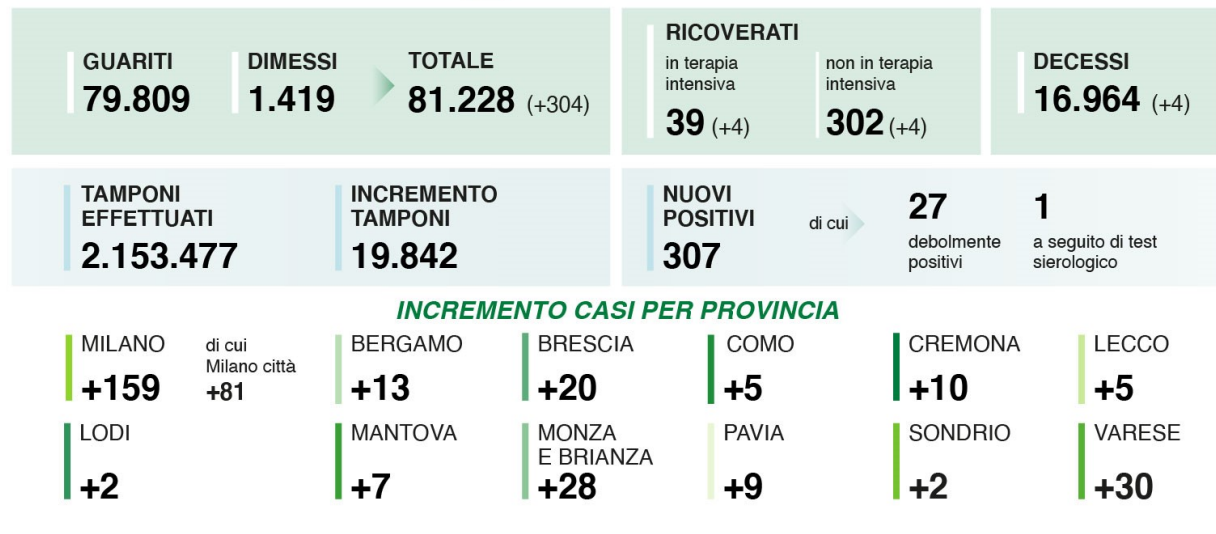 GUARITI
79.809
DIMESSI
1.419
TOTALE
81.228 (+304)
RICOVERATI
in terapia
intensiva
39 (+4)
non in terapia
intensiva
302 (+4)
DECESSI
16.964 (+4)
TAMPONI
EFFETTUATI
2.153.477
INCREMENTO
TAMPONI
19.842
NUOVI
POSITIVI
307
di cui
27
debolmente
positivi
1
a seguito di test
sierologico
INCREMENTO CASI PER PROVINCIA
MILANO
+159
di cui
Milano città
+81
BERGAMO
+13
BRESCIA
+20
COMO
+5
CREMONA
+10
LECCO
+5
LODI
+2
MANTOVA
+7
MONZA
E BRIANZA
+28
PAVIA
+9
SONDRIO
+2
VARESE
+30